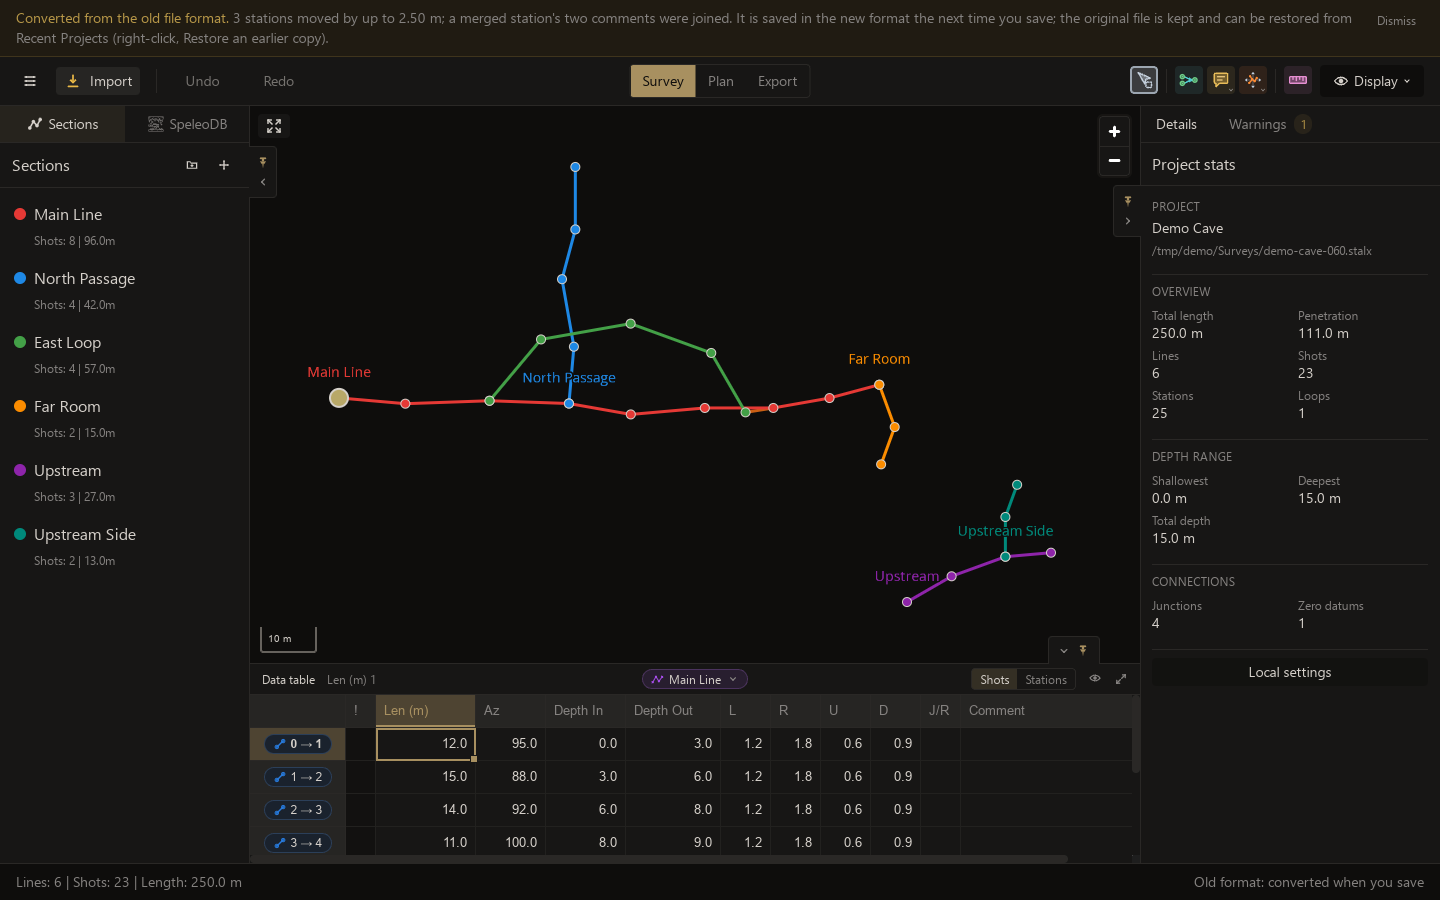 Converted from the old file format. 3 stations moved by up to 2.50 m; a merged station's two comments were joined. It is saved in the new format the next time you save; the original file is kept and can be restored from
Recent Projects (right-click, Restore an earlier copy).
Dismiss
Import
Undo
Redo
Survey
Plan
Export
Display
Sections
SpeleoDB
Details
Warnings 1
Sections
Main Line
Shots: 8 | 96.0m
North Passage
Shots: 4 | 42.0m
East Loop
Shots: 4 | 57.0m
Far Room
Shots: 2 | 15.0m
Upstream
Shots: 3 | 27.0m
Upstream Side
Shots: 2 | 13.0m
Main Line
North Passage
Far Room
Upstream Side
Upstream
10 m
Project stats
PROJECT
Demo Cave
/tmp/demo/Surveys/demo-cave-060.stalx
OVERVIEW
Total length Penetration
250.0 m 111.0 m
Lines Shots
6 23
Stations Loops
25 1
DEPTH RANGE
Shallowest Deepest
0.0 m 15.0 m
Total depth
15.0 m
CONNECTIONS
Junctions Zero datums
4 1
Local settings
Data table Len (m) 1
Main Line
Shots Stations
! Len (m) Az Depth In Depth Out L R U D J/R Comment
0→1 12.0 95.0 0.0 3.0 1.2 1.8 0.6 0.9
1→2 15.0 88.0 3.0 6.0 1.2 1.8 0.6 0.9
2→3 14.0 92.0 6.0 8.0 1.2 1.8 0.6 0.9
3→4 11.0 100.0 8.0 9.0 1.2 1.8 0.6 0.9
Lines: 6 | Shots: 23 | Length: 250.0 m
Old format: converted when you save